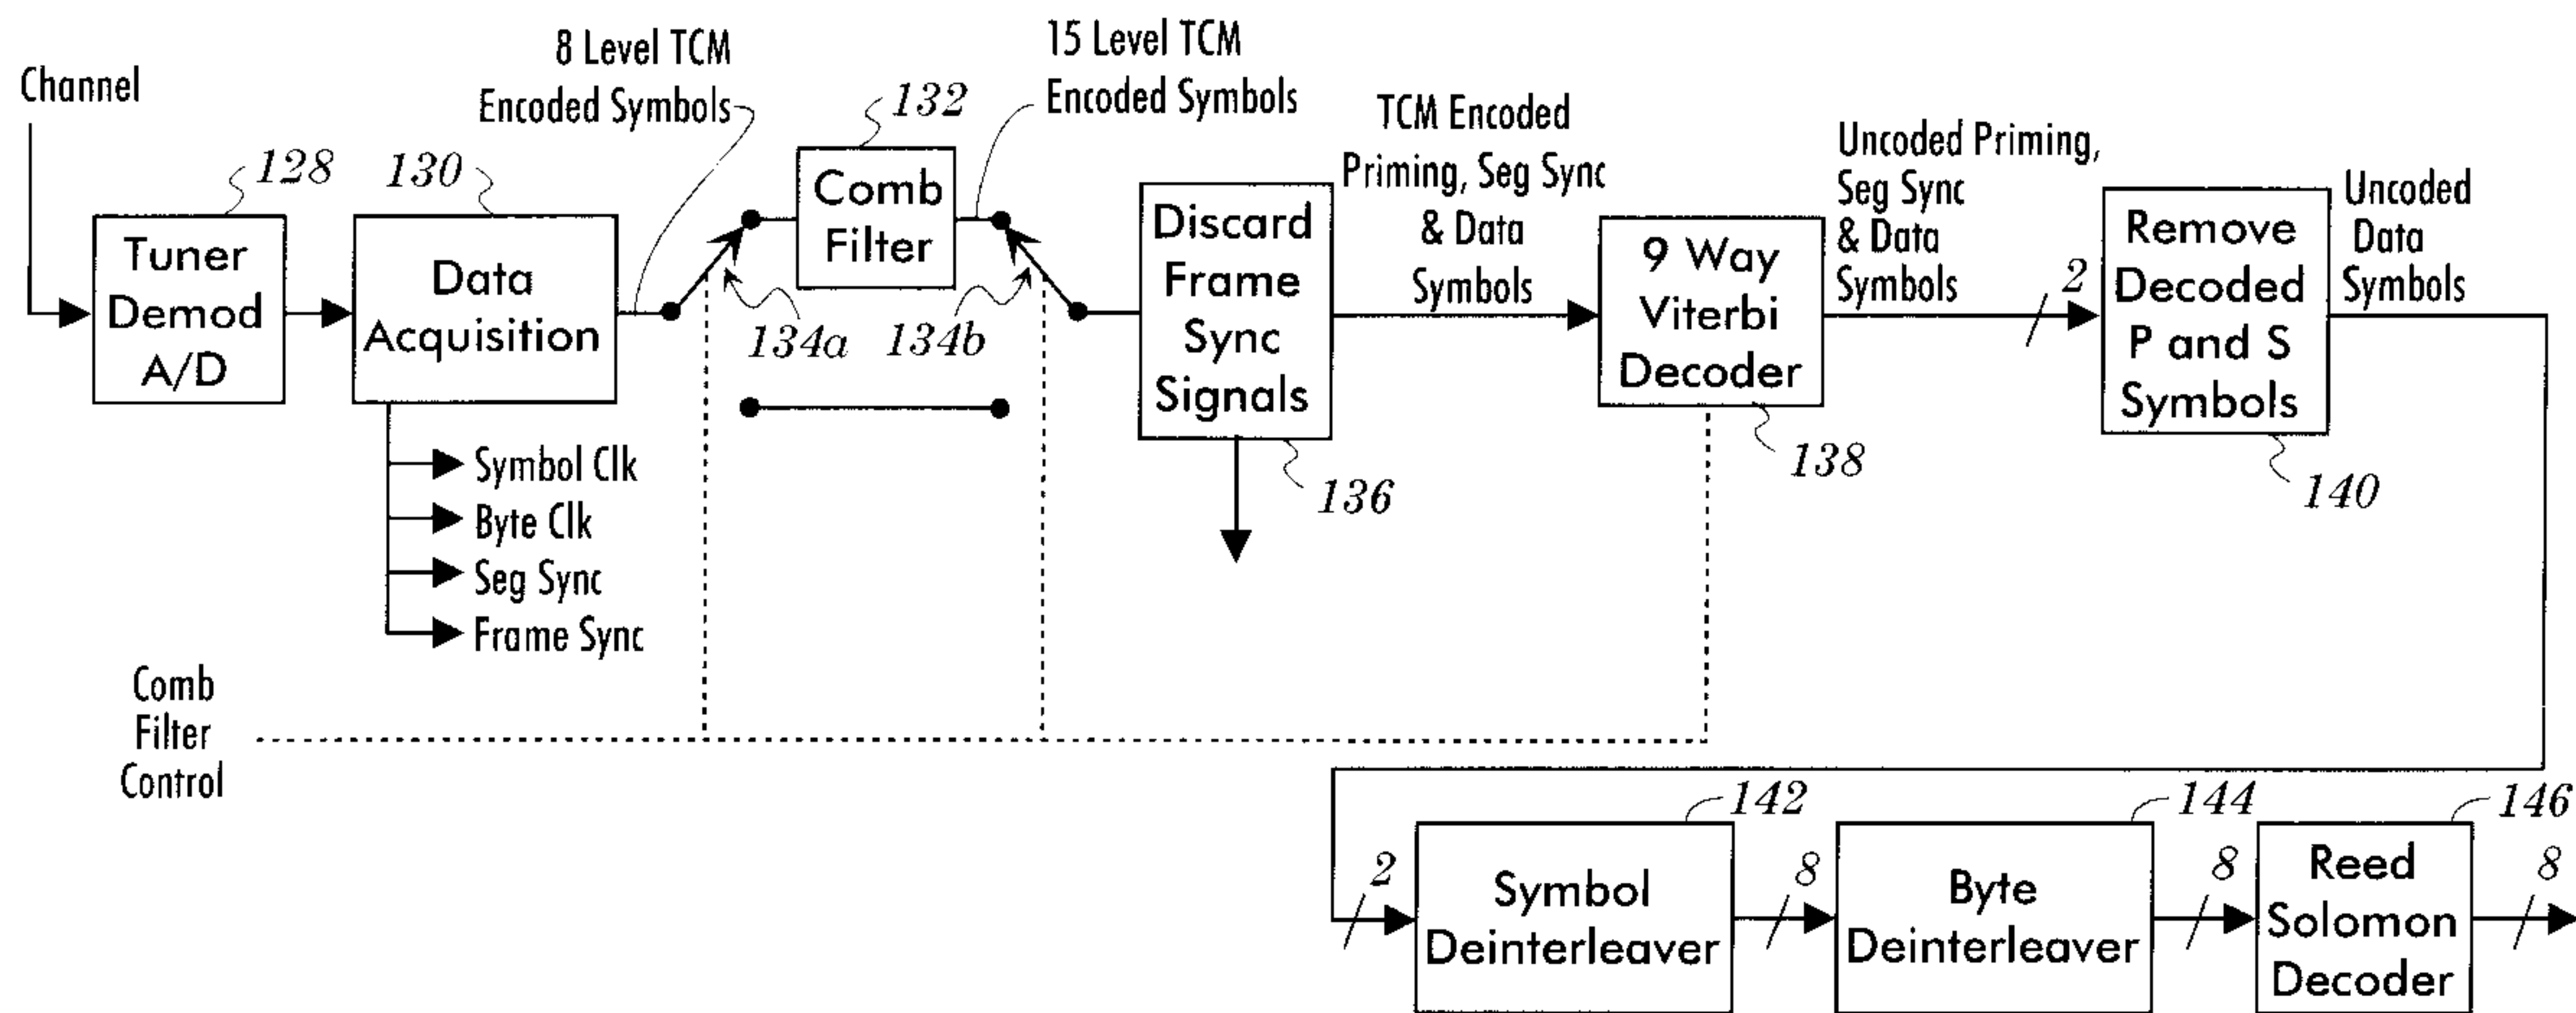 Channel
8 Level TCM
Encoded Symbols
15 Level TCM
Encoded Symbols
128
130
132
134a
134b
Tuner
Demod
A/D
Data
Acquisition
Comb
Filter
Discard
Frame
Sync
Signals
136
TCM Encoded
Priming, Seg Sync
& Data
Symbols
9 Way
Viterbi
Decoder
138
Uncoded Priming,
Seg Sync
& Data
Symbols
2
Remove
Decoded
P and S
Symbols
140
Uncoded
Data
Symbols
Symbol Clk
Byte Clk
Seg Sync
Frame Sync
Comb
Filter
Control
2
Symbol
Deinterleaver
142
8
Byte
Deinterleaver
144
8
Reed
Solomon
Decoder
146
8